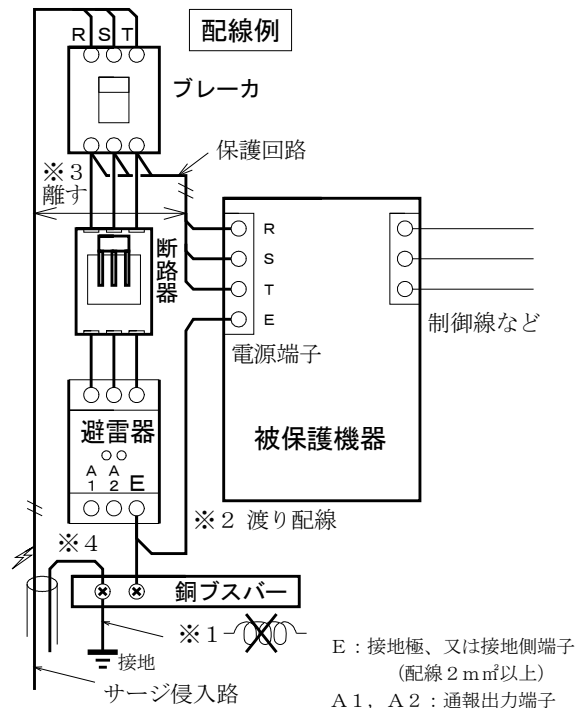 配線例
R S T
ブレーカ
保護回路
※3
離す
断路器
R
S
T
E
電源端子
制御線など
避雷器
A1 A2 E
被保護機器
※2 渡り配線
※4
銅ブスバー
※1
接地
サージ侵入路
E：接地極、又は接地側端子
（配線2mm²以上）
A1, A2：通報出力端子